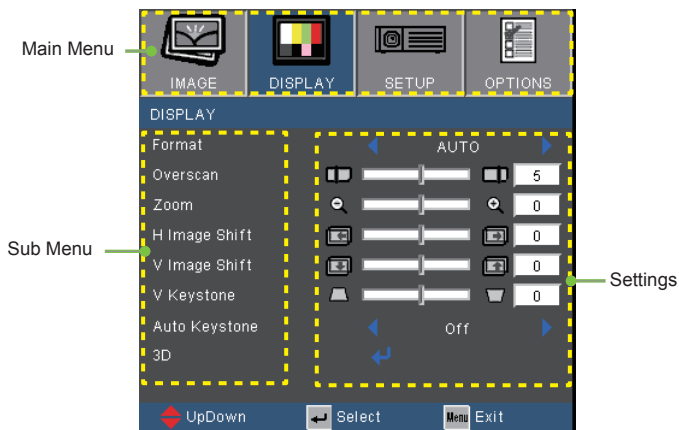 Main Menu
IMAGE DISPLAY SETUP OPTIONS
DISPLAY
Format AUTO
Overscan 5
Zoom 0
H Image Shift 0
Sub Menu
V Image Shift 0
Settings
V Keystone 0
Auto Keystone Off
3D
UpDown Select Menu Exit